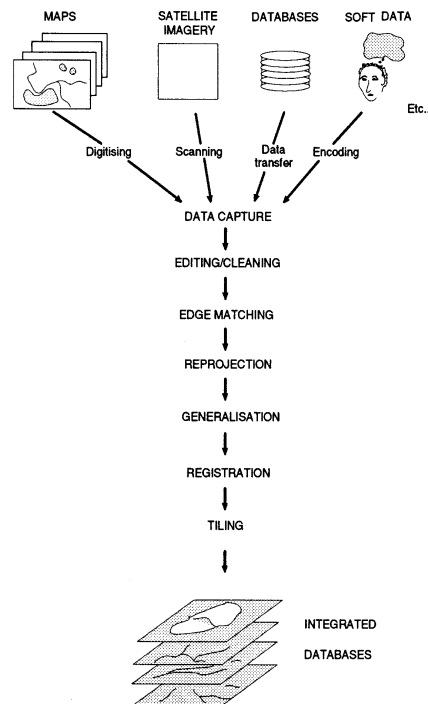 MAPS
SATELLITE
IMAGERY
DATABASES
SOFT DATA
Etc..
Digitising
Scanning
Data
transfer
Encoding
DATA CAPTURE
EDITING/CLEANING
EDGE MATCHING
REPROJECTION
GENERALISATION
REGISTRATION
TILING
INTEGRATED
DATABASES